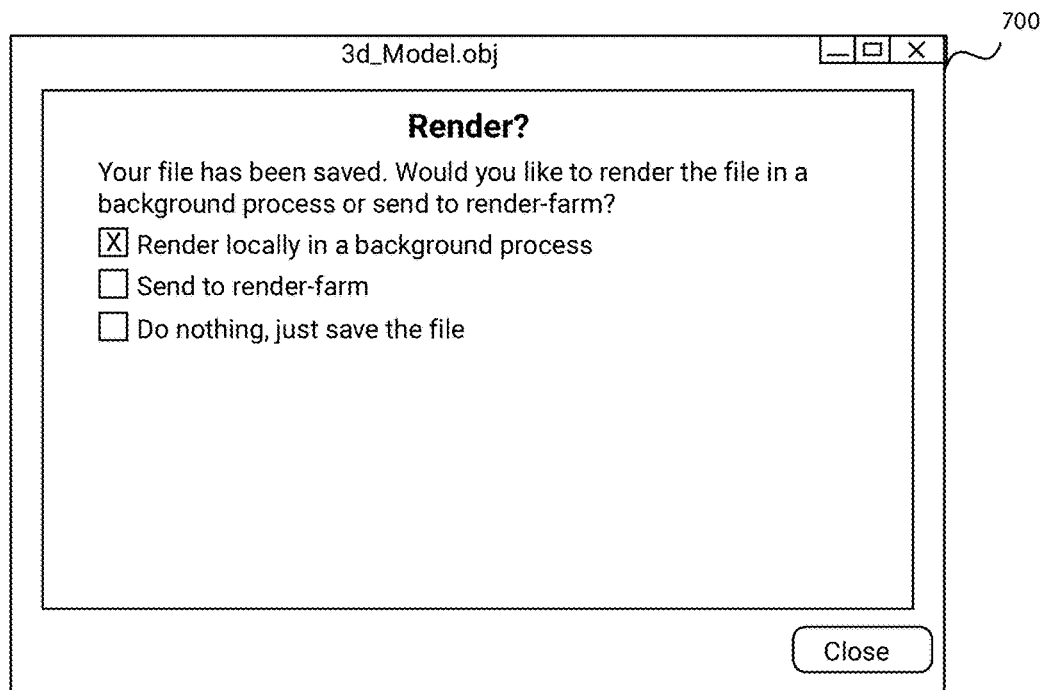 700
3d_Model.obj
Render?
Your file has been saved. Would you like to render the file in a
background process or send to render-farm?
X Render locally in a background process
Send to render-farm
Do nothing, just save the file
Close